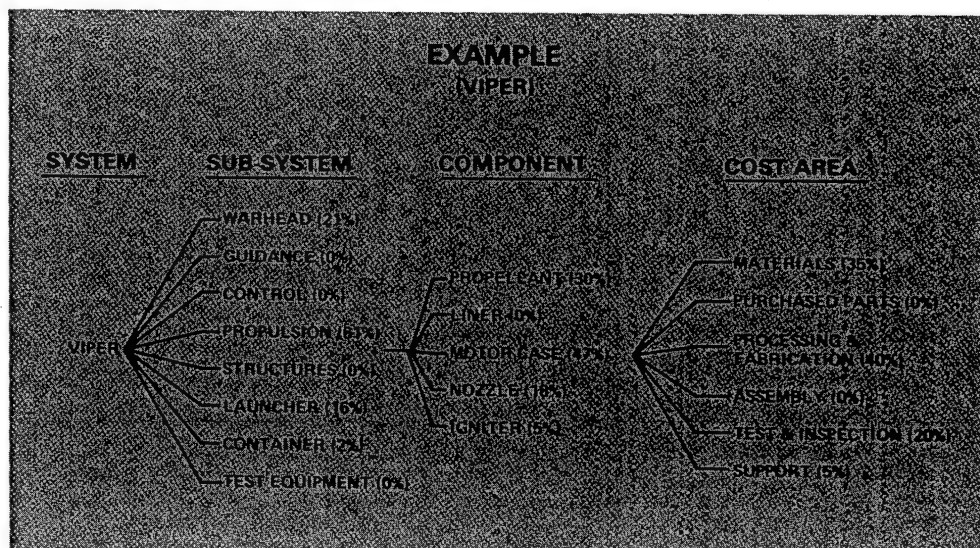 EXAMPLE
(VIPER)
SYSTEM
SUB-SYSTEM
COMPONENT
COST AREA
VIPER
WARHEAD (21%)
GUIDANCE (0%)
CONTROL (0%)
PROPULSION (61%)
STRUCTURES (0%)
LAUNCHER (16%)
CONTAINER (2%)
TEST EQUIPMENT (0%)
PROPELLANT (30%)
LINER (0%)
MOTOR CASE (47%)
NOZZLE (18%)
IGNITER (5%)
MATERIALS (35%)
PURCHASED PARTS (0%)
PROCESSING &
FABRICATION (40%)
ASSEMBLY (0%)
TEST & INSPECTION (20%)
SUPPORT (5%)